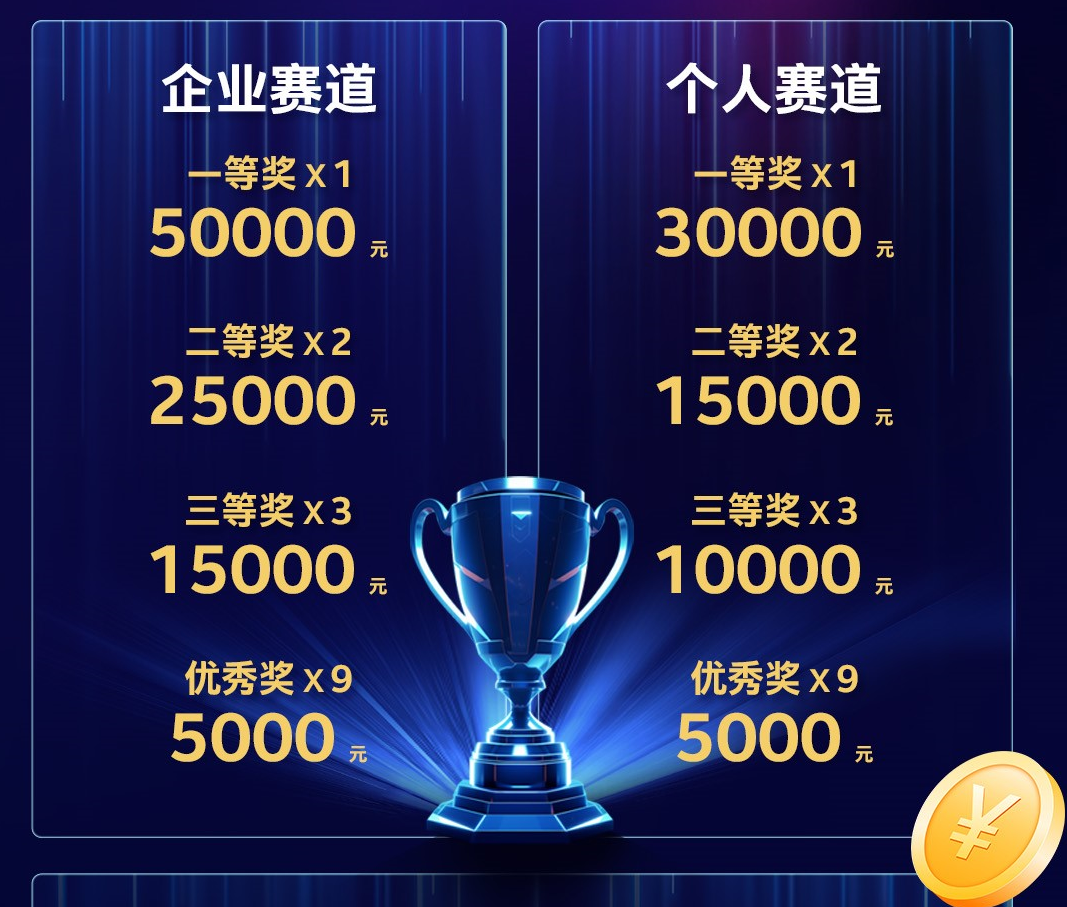 企业赛道
一等奖 X 1
50000 元
二等奖 X 2
25000 元
三等奖 X 3
15000 元
优秀奖 X 9
5000 元
个人赛道
一等奖 X 1
30000 元
二等奖 X 2
15000 元
三等奖 X 3
10000 元
优秀奖 X 9
5000 元
¥